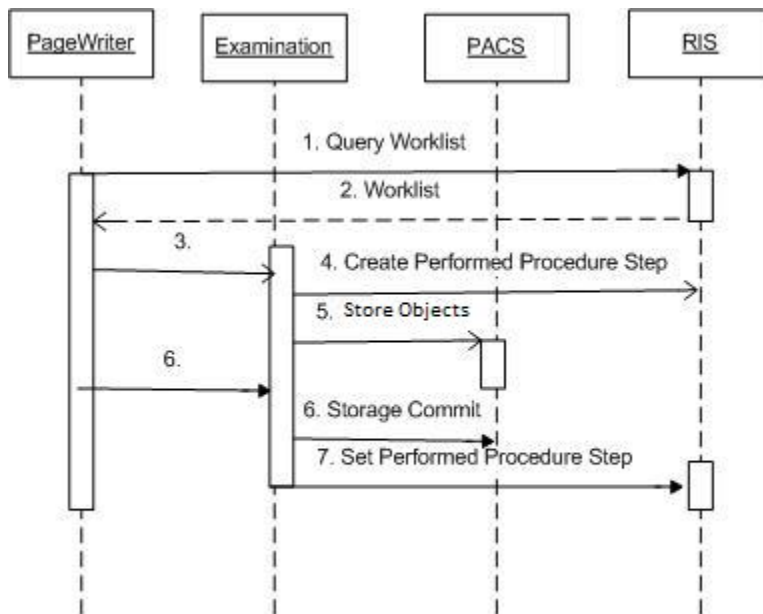 PageWriter
Examination
PACS
RIS
1. Query Worklist
2. Worklist
3.
4. Create Performed Procedure Step
5. Store Objects
6.
6. Storage Commit
7. Set Performed Procedure Step